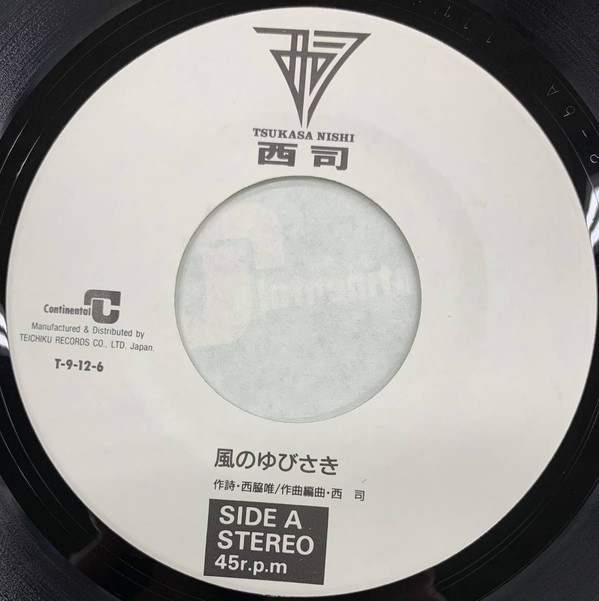 TSUKASA NISHI
西 司
Continental
Manufactured & Distributed by
TEICHIKU RECORDS CO., LTD. Japan.
T-9-12-6
風のゆびさき
作詩・西脇唯/作曲編曲・西 司
SIDE A
STEREO
45r.p.m